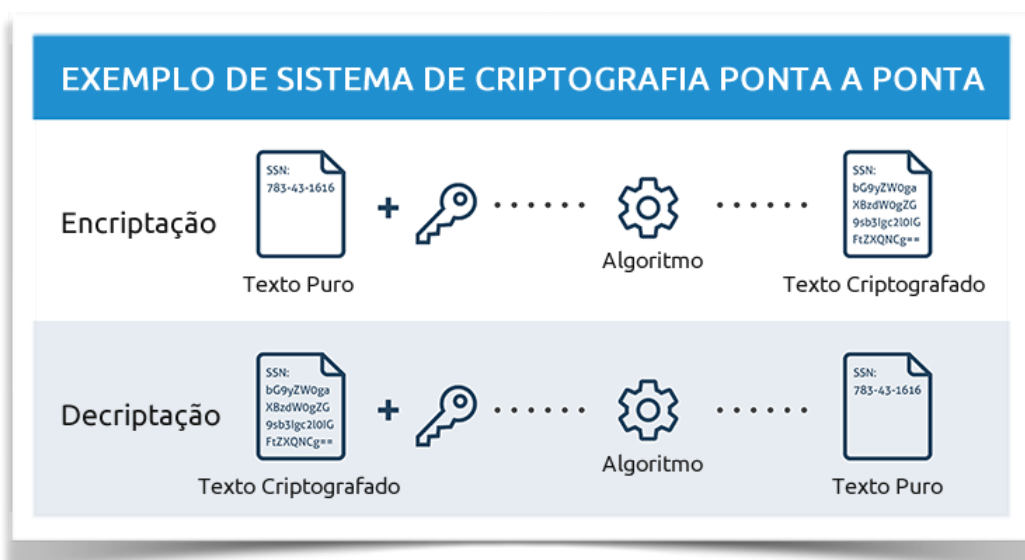 EXEMPLO DE SISTEMA DE CRIPTOGRAFIA PONTA A PONTA
Encriptação
SSN:
783-43-1616
+
Texto Puro
Algoritmo
SSN:
bG9yZW0ga
XBzdW0gZG
9sb3Igc2l0IG
FtZXQNCg==
Texto Criptografado
Decriptação
SSN:
bG9yZW0ga
XBzdW0gZG
9sb3Igc2l0IG
FtZXQNCg==
+
Texto Criptografado
Algoritmo
SSN:
783-43-1616
Texto Puro